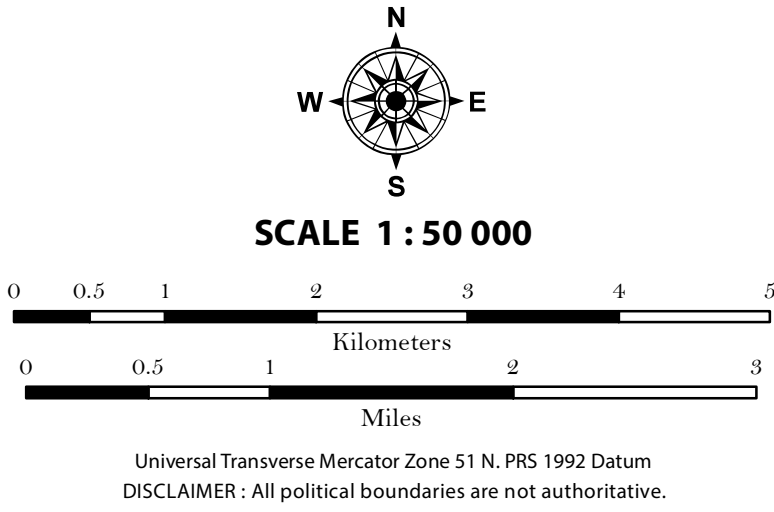 N
W E
S
SCALE 1 : 50 000
0 0.5 1 2 3 4 5
Kilometers
0 0.5 1 2 3
Miles
Universal Transverse Mercator Zone 51 N. PRS 1992 Datum
DISCLAIMER : All political boundaries are not authoritative.